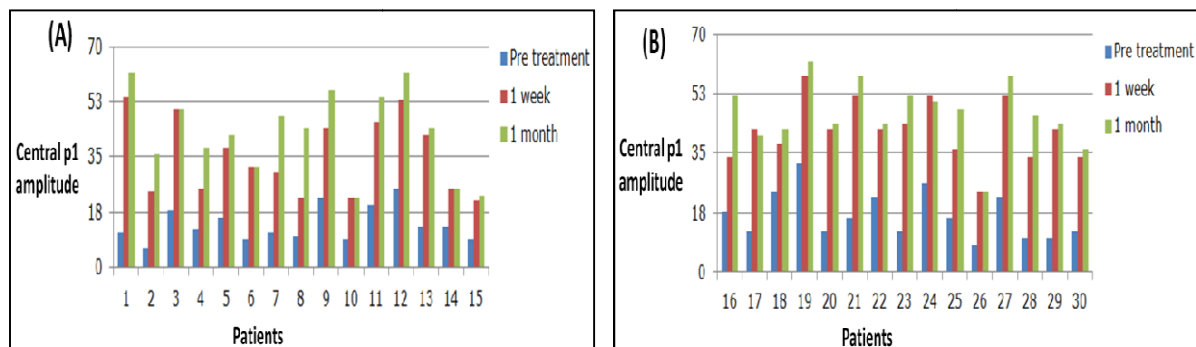 (A)
70
53
35
18
0
Central p1
amplitude
1 2 3 4 5 6 7 8 9 10 11 12 13 14 15
Patients
Pre treatment
1 week
1 month
(B)
70
53
35
18
0
Central p1
amplitude
16 17 18 19 20 21 22 23 24 25 26 27 28 29 30
Patients
Pre treatment
1 week
1 month